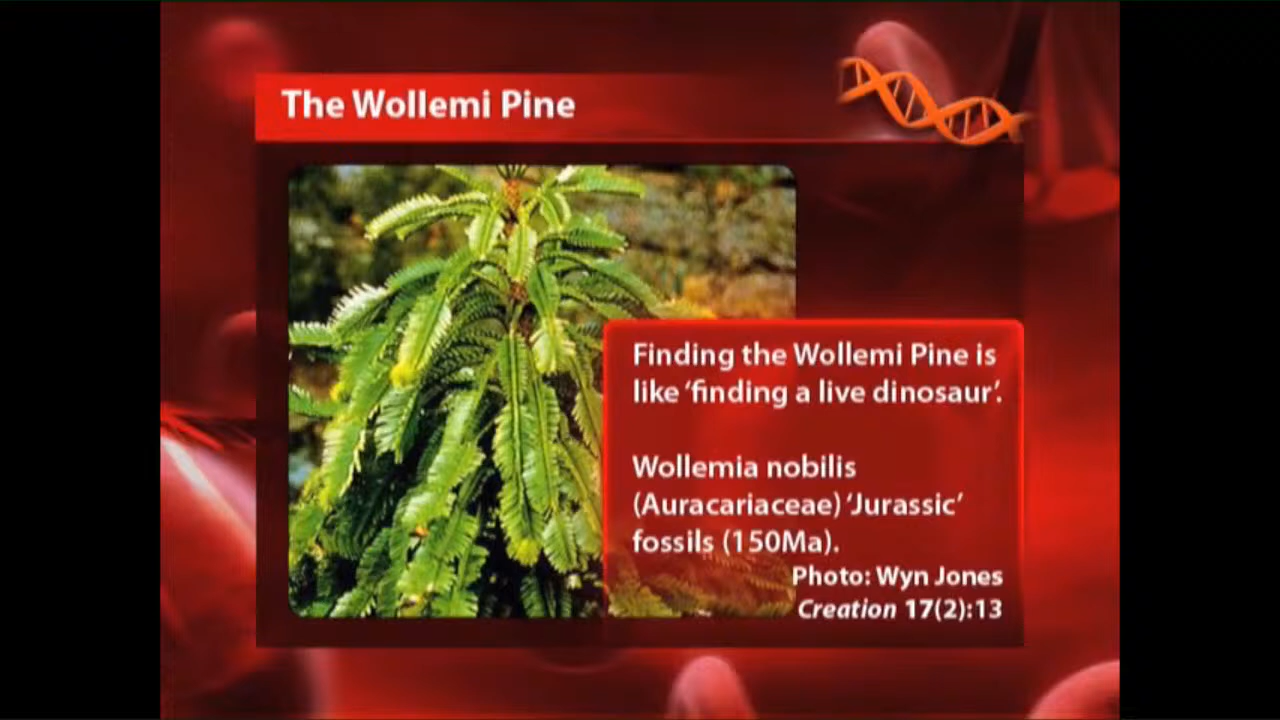 The Wollemi Pine
Finding the Wollemi Pine is
like ‘finding a live dinosaur’.
Wollemia nobilis
(Auracariaceae) ‘Jurassic’
fossils (150Ma).
Photo: Wyn Jones
Creation 17(2):13